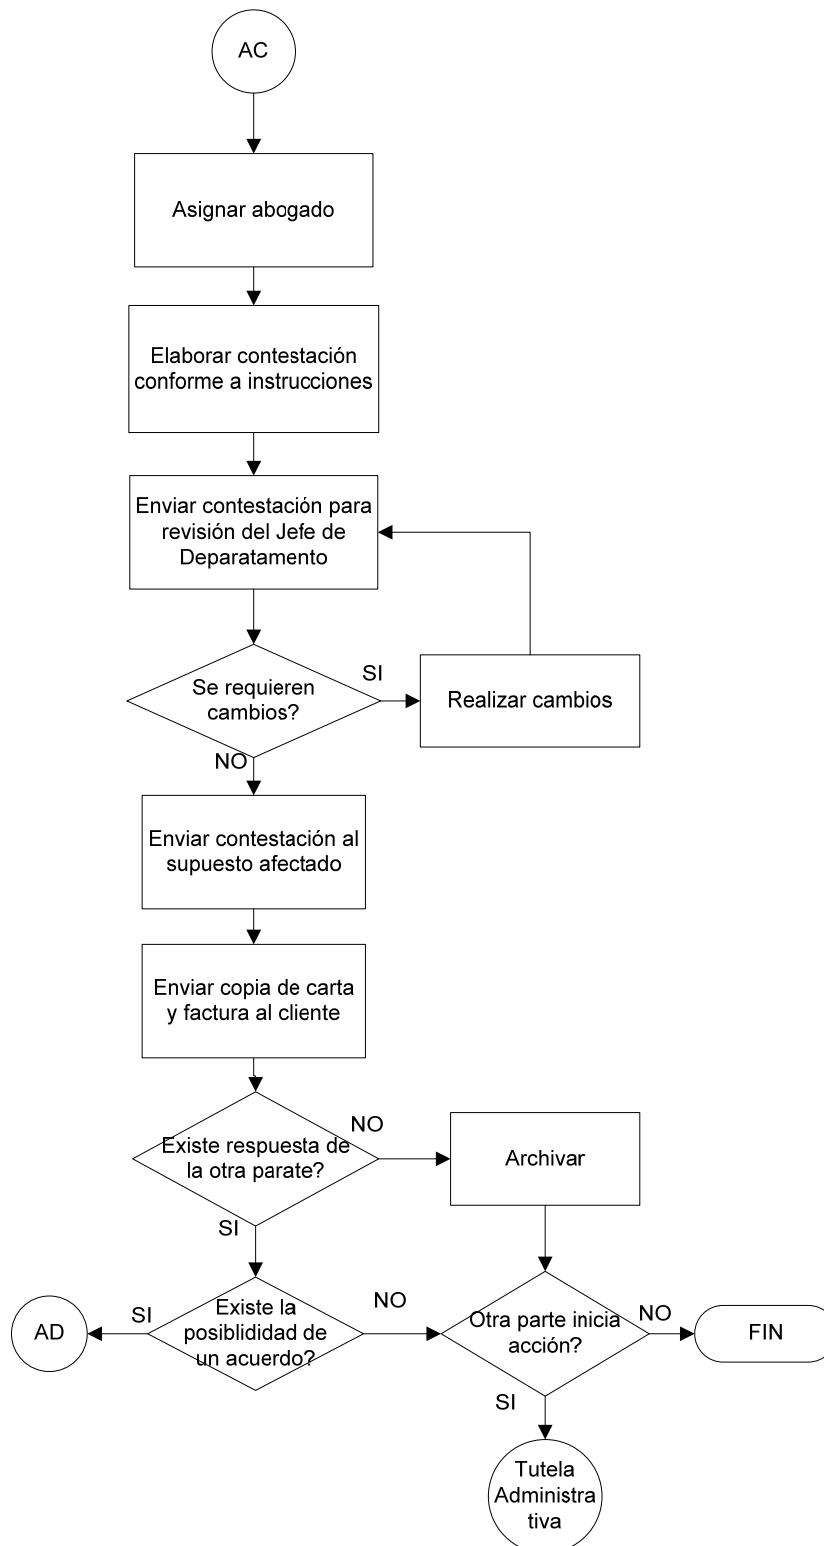 AC
Asignar abogado
Elaborar contestación
conforme a instrucciones
Enviar contestación para
revisión del Jefe de
Deparatamento
Se requieren
cambios?
SI
Realizar cambios
NO
Enviar contestación al
supuesto afectado
Enviar copia de carta
y factura al cliente
Existe respuesta de
la otra parate?
NO
Archivar
SI
Existe la
posiblididad de
un acuerdo?
SI
AD
NO
Otra parte inicia
acción?
NO
FIN
SI
Tutela
Administra
tiva